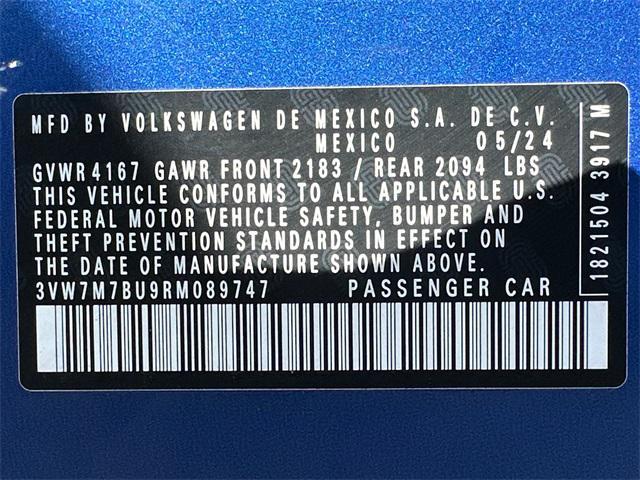 MFD BY VOLKSWAGEN DE MEXICO S.A. DE C.V.
MEXICO 05/24
GVWR 4167 GAWR FRONT 2183 / REAR 2094 LBS
THIS VEHICLE CONFORMS TO ALL APPLICABLE U.S.
FEDERAL MOTOR VEHICLE SAFETY, BUMPER AND
THEFT PREVENTION STANDARDS IN EFFECT ON
THE DATE OF MANUFACTURE SHOWN ABOVE.
3VW7M7BU9RM089747 PASSENGER CAR
1821504 3917 M